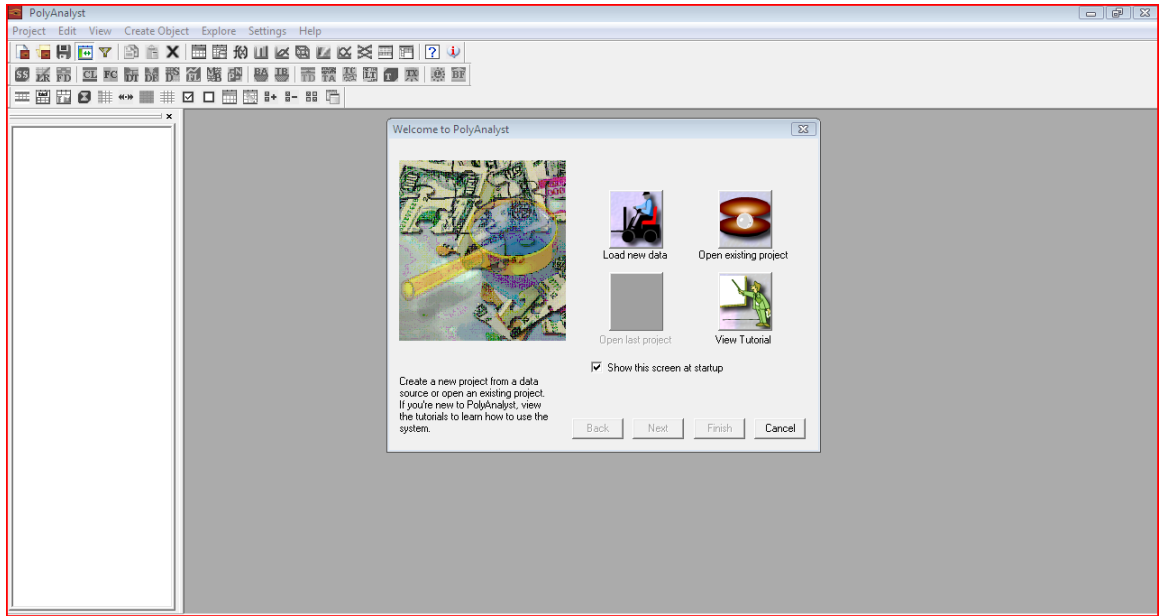 PolyAnalyst
Project Edit View Create Object Explore Settings Help
Welcome to PolyAnalyst
Load new data Open existing project
Open last project View Tutorial
Show this screen at startup
Create a new project from a data
source or open an existing project.
If you're new to PolyAnalyst, view
the tutorials to learn how to use the
system.
Back Next Finish Cancel